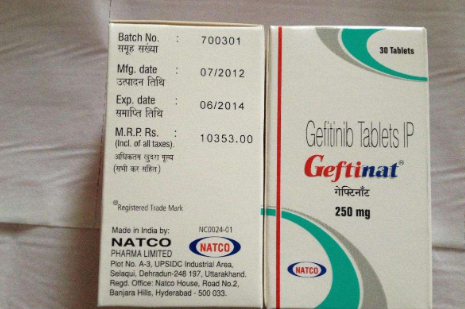 Batch No. : 700301
समूह संख्या
Mfg. date : 07/2012
उत्पादन तिथि
Exp. date : 06/2014
समाप्ति तिथि
M.R.P. Rs. : 10353.00
(Incl. of all taxes).
अधिकतम खुदरा मूल्य
(सभी कर सहित)
®Registered Trade Mark
NC0024-01
Made in India by:
NATCO
PHARMA LIMITED
NATCO
Plot No. A-3, UPSIDC Industrial Area,
Selaqui, Dehradun-248 197, Uttarakhand.
Regd. Office: Natco House, Road No.2,
Banjara Hills, Hyderabad - 500 033.
30 Tablets
Gefitinib Tablets IP
Geftinat®
गेफ्टिनॅट
250 mg
NATCO